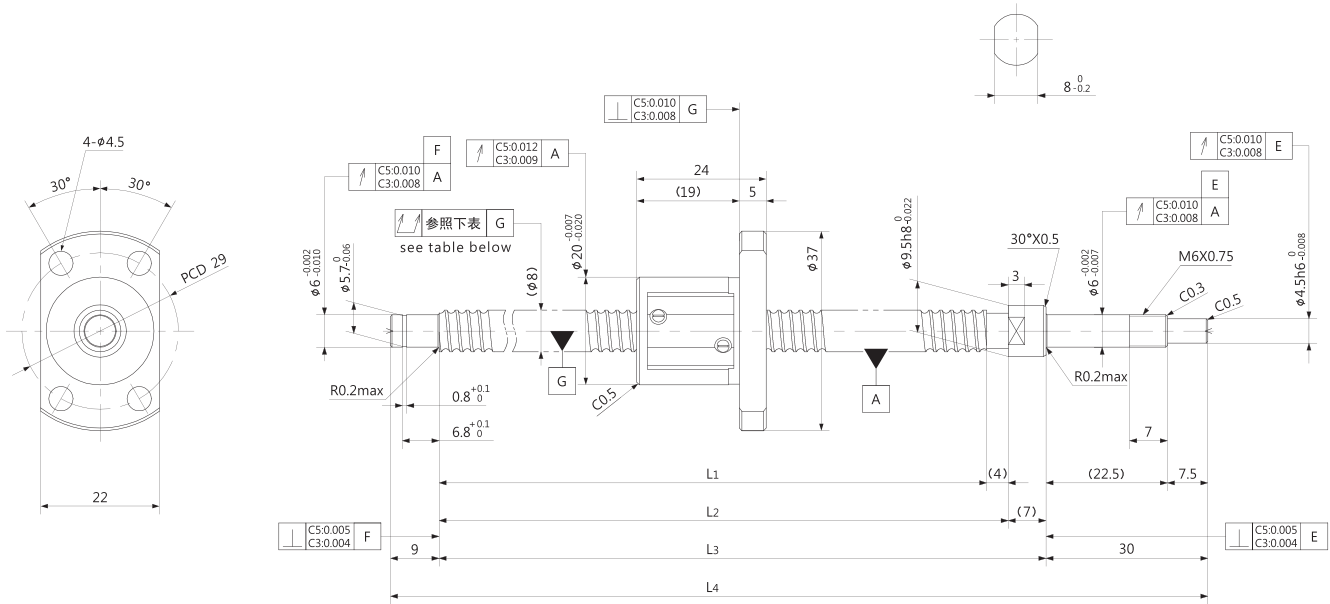 8 0 -0.2
C5:0.010
C3:0.008
G
4-ϕ4.5
F
C5:0.010
C3:0.008
A
C5:0.012
C3:0.009
A
C5:0.010
C3:0.008
E
30°
30°
24
(19)
5
E
C5:0.010
C3:0.008
A
参照下表
G
see table below
PCD 29
ϕ6 -0.002 -0.010
ϕ5.7 0 -0.06
(ϕ8)
ϕ20 -0.007 -0.020
ϕ37
ϕ9.5h8 0 -0.022
30°X0.5
3
ϕ6 -0.002 -0.007
M6X0.75
C0.3
C0.5
ϕ4.5h6 0 -0.008
R0.2max
0.8 +0.1 0
6.8 +0.1 0
G
C0.5
A
R0.2max
7
22
L1
(4)
(22.5)
7.5
L2
(7)
C5:0.005
C3:0.004
F
C5:0.005
C3:0.004
E
9
L3
30
L4